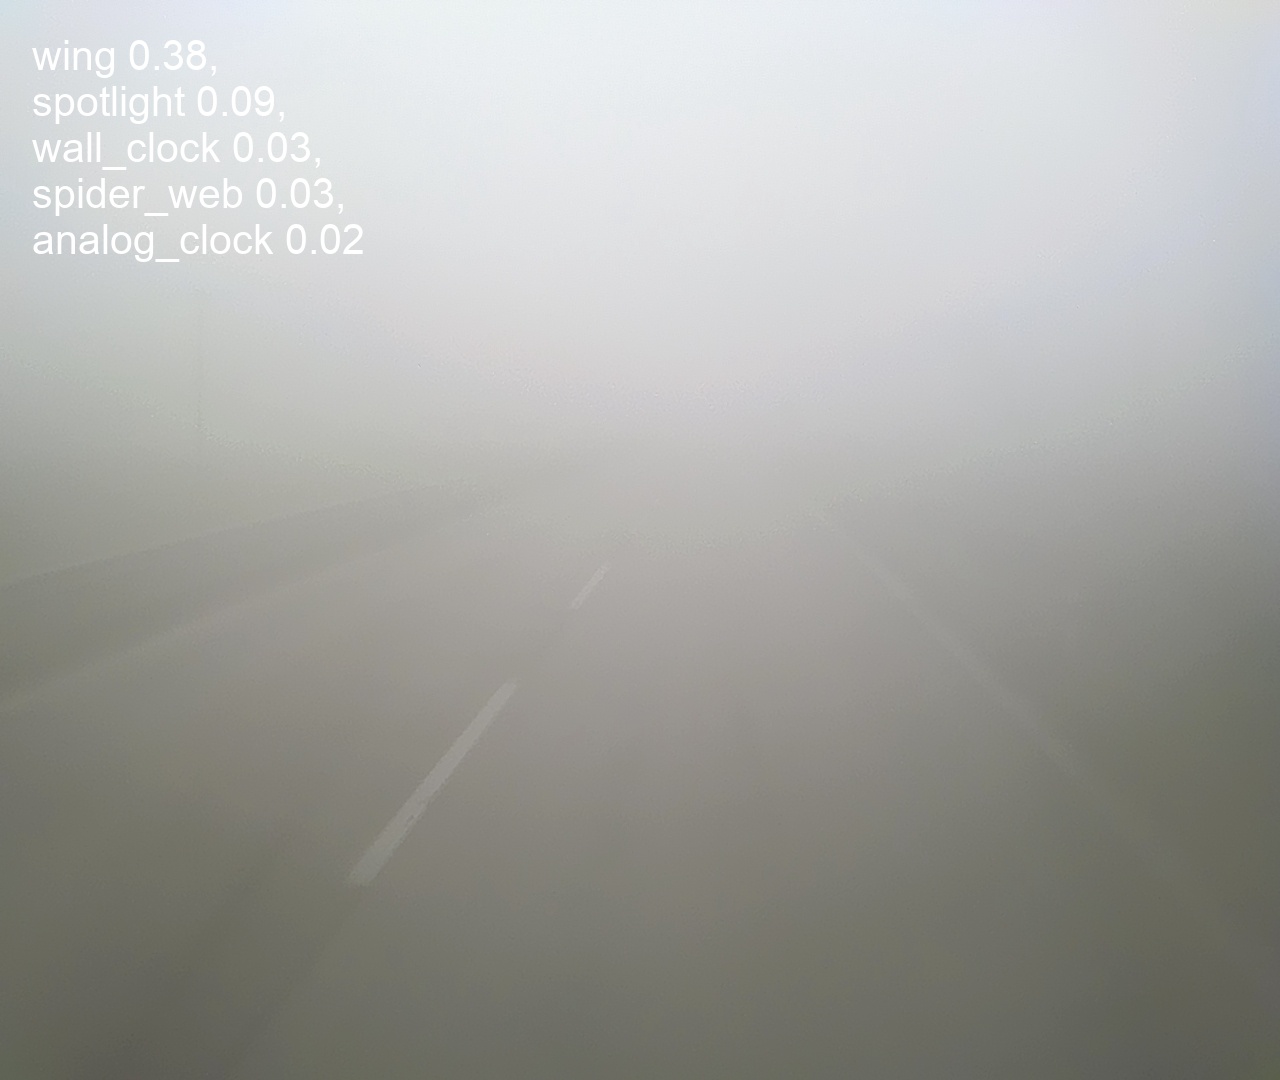 wing 0.38,
spotlight 0.09,
wall_clock 0.03,
spider_web 0.03,
analog_clock 0.02